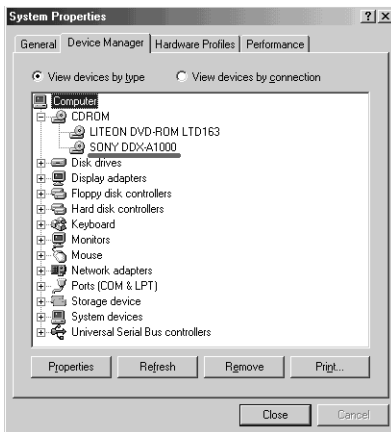 System Properties
General Device Manager Hardware Profiles Performance
View devices by type View devices by connection
Computer
CDROM
LITEON DVD-ROM LTD163
SONY DDX-A1000
Disk drives
Display adapters
Floppy disk controllers
Hard disk controllers
Keyboard
Monitors
Mouse
Network adapters
Ports (COM & LPT)
Storage device
System devices
Universal Serial Bus controllers
Properties Refresh Remove Print...
Close Cancel